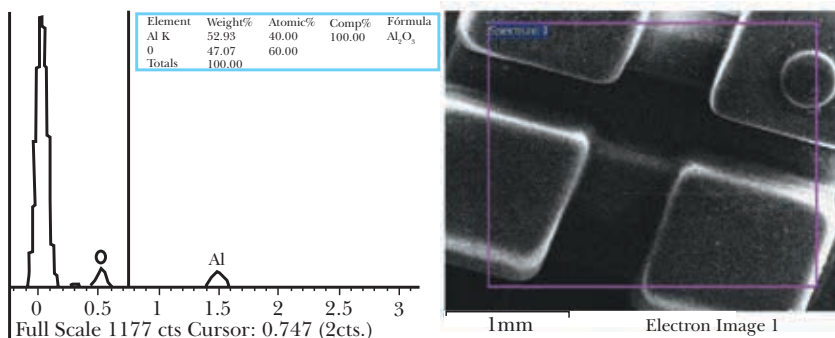 Element Weight% Atomic% Comp% Fórmula
Al K 52.93 40.00 100.00 Al₂O₃
0 47.07 60.00
Totals 100.00
O
Al
0 0.5 1 1.5 2 2.5 3
Full Scale 1177 cts Cursor: 0.747 (2cts.)
Spectrum 1
1mm
Electron Image 1